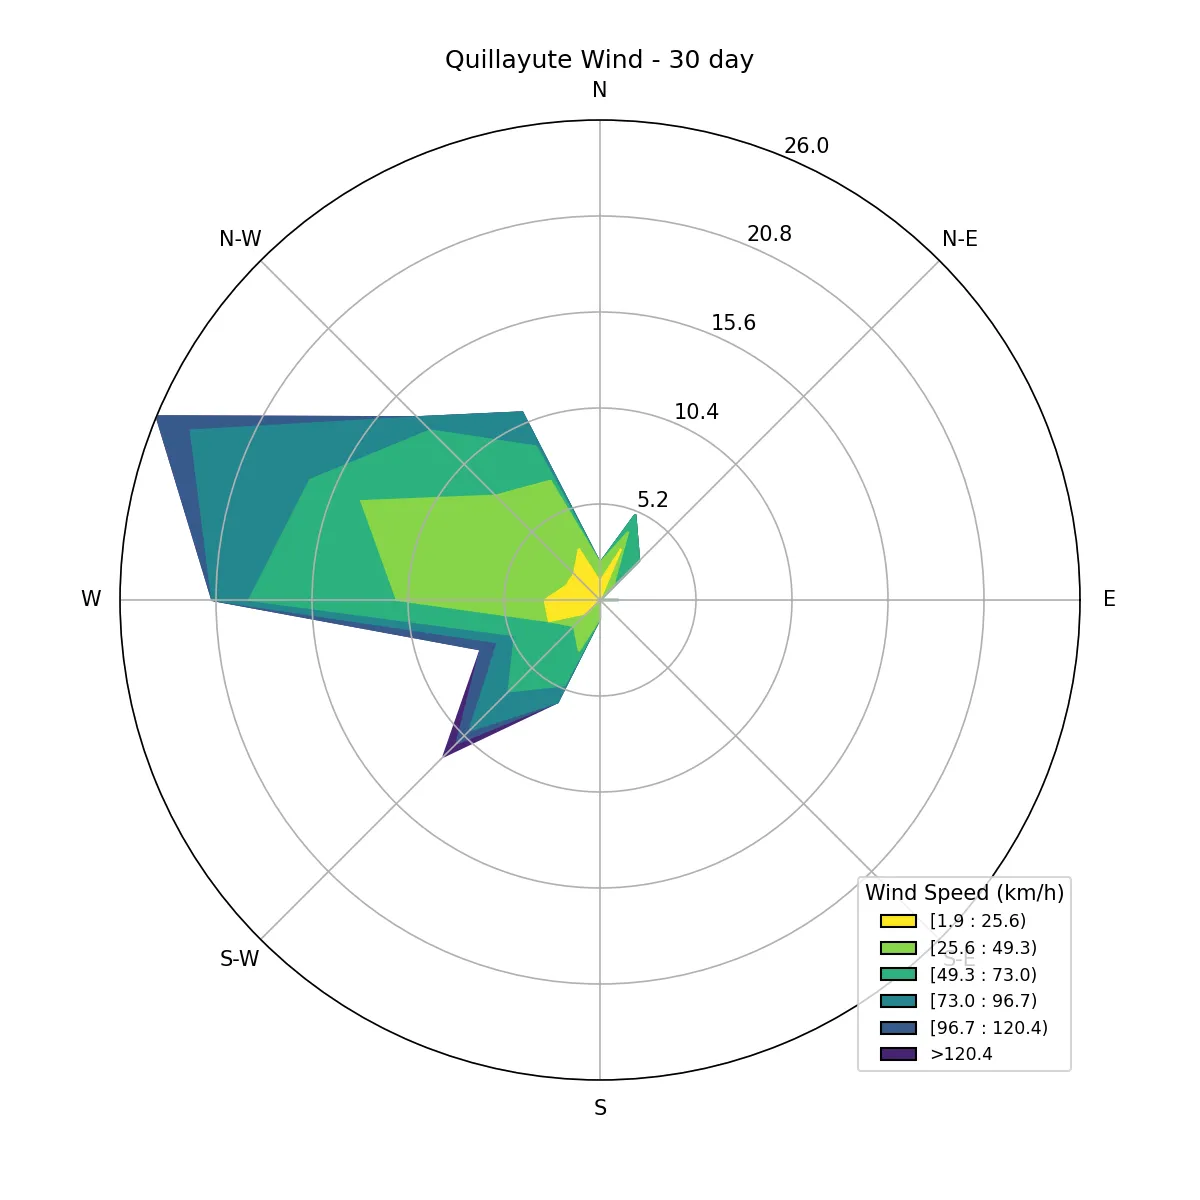 Quillayute Wind - 30 day
N
26.0
N-W
N-E
20.8
15.6
10.4
5.2
W
E
S-W
S-E
S
Wind Speed (km/h)
[1.9 : 25.6)
[25.6 : 49.3)
[49.3 : 73.0)
[73.0 : 96.7)
[96.7 : 120.4)
>120.4